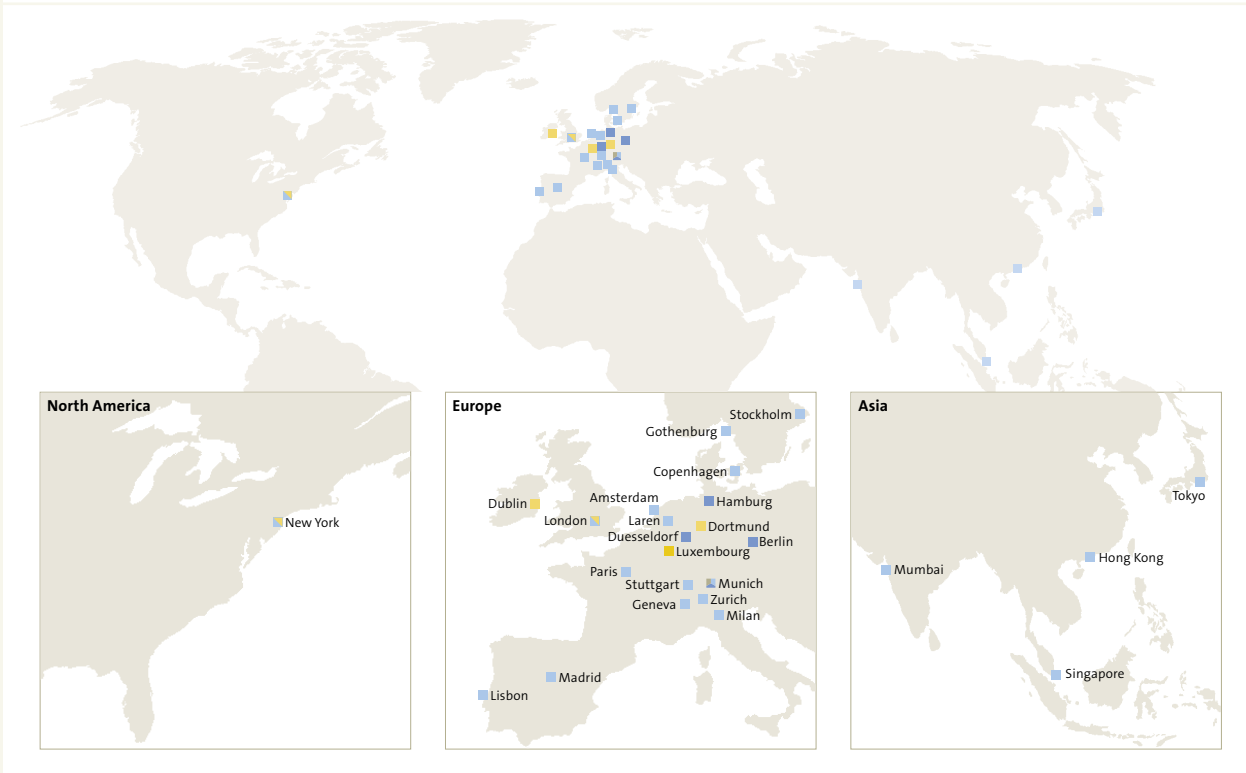 North America
New York
Europe
Stockholm
Gothenburg
Copenhagen
Amsterdam
Hamburg
Dublin
London
Laren
Dortmund
Duesseldorf
Berlin
Luxembourg
Paris
Stuttgart
Munich
Geneva
Zurich
Milan
Madrid
Lisbon
Asia
Tokyo
Hong Kong
Mumbai
Singapore